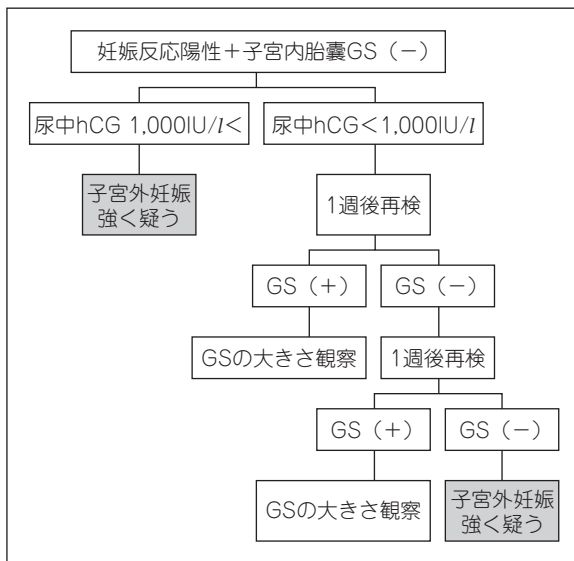 妊娠反応陽性+子宮内胎嚢GS(-)
尿中hCG 1,000IU/l<
尿中hCG<1,000IU/l
子宮外妊娠
強く疑う
1週後再検
GS(+)
GS(-)
GSの大きさ観察
1週後再検
GS(+)
GS(-)
GSの大きさ観察
子宮外妊娠
強く疑う